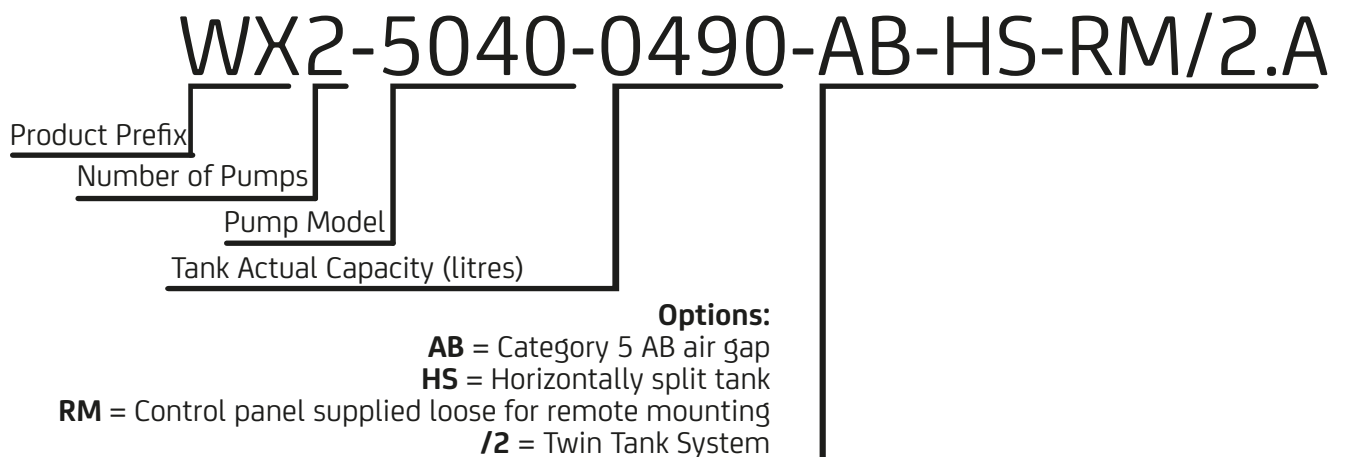 WX2-5040-0490-AB-HS-RM/2.A
Product Prefix
Number of Pumps
Pump Model
Tank Actual Capacity (litres)
Options:
AB = Category 5 AB air gap
HS = Horizontally split tank
RM = Control panel supplied loose for remote mounting
/2 = Twin Tank System